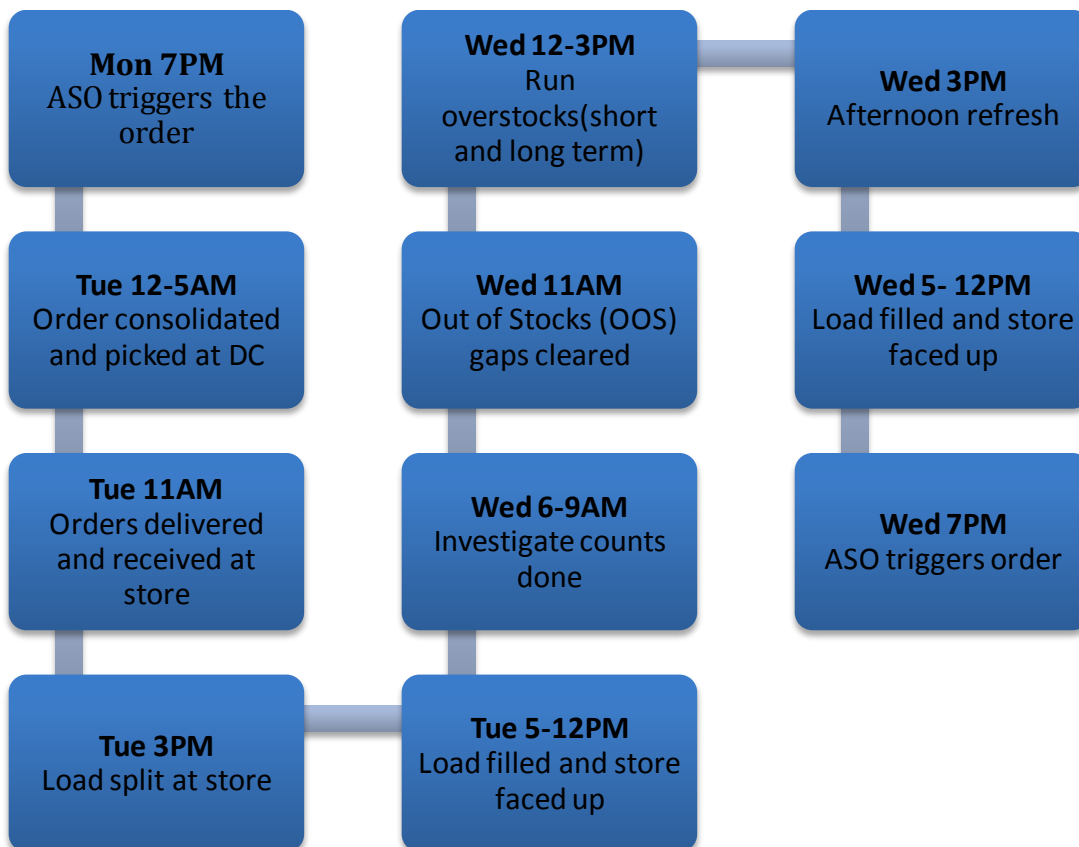 Mon 7PM
ASO triggers the
order
Tue 12-5AM
Order consolidated
and picked at DC
Tue 11AM
Orders delivered
and received at
store
Tue 3PM
Load split at store
Tue 5-12PM
Load filled and store
faced up
Wed 6-9AM
Investigate counts
done
Wed 11AM
Out of Stocks (OOS)
gaps cleared
Wed 12-3PM
Run
overstocks(short
and long term)
Wed 3PM
Afternoon refresh
Wed 5- 12PM
Load filled and store
faced up
Wed 7PM
ASO triggers order